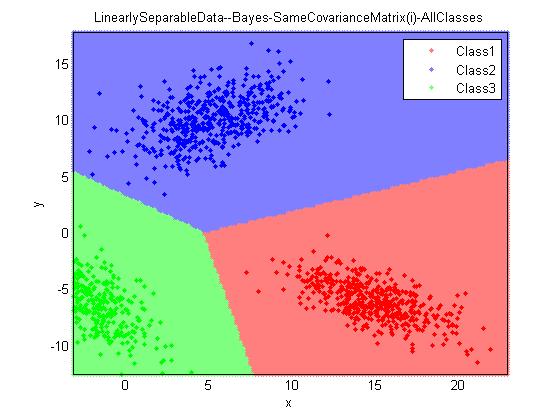 LinearlySeparableData--Bayes-SameCovarianceMatrix(i)-AllClasses
Class1
Class2
Class3
15
10
5
0
-5
-10
y
0 5 10 15 20
x